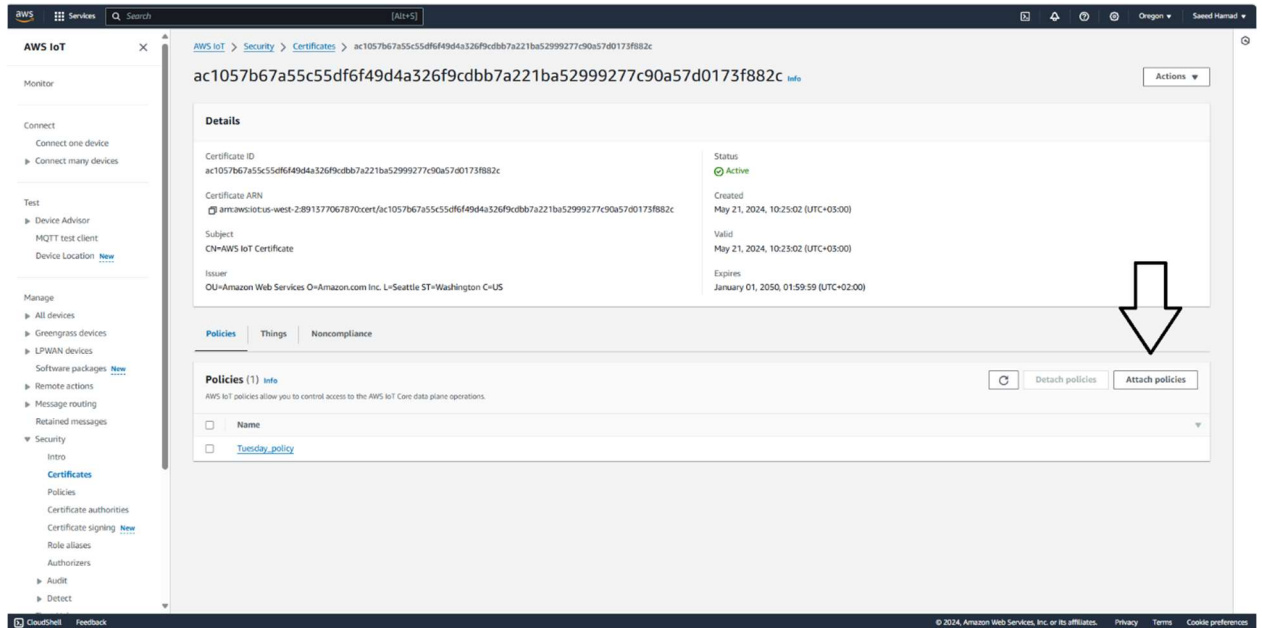 aws Services Search [Alt+S] Oregon Saeed Hamad
AWS IoT
Monitor
Connect
Connect one device
Connect many devices
Test
Device Advisor
MQTT test client
Device Location New
Manage
All devices
Greengrass devices
LPWAN devices
Software packages New
Remote actions
Message routing
Retained messages
Security
Intro
Certificates
Policies
Certificate authorities
Certificate signing New
Role aliases
Authorizers
Audit
Detect
AWS IoT > Security > Certificates > ac1057b67a55c55df6f49d4a326f9cdbb7a221ba52999277c90a57d0173f882c
ac1057b67a55c55df6f49d4a326f9cdbb7a221ba52999277c90a57d0173f882c Info
Actions
Details
Certificate ID
ac1057b67a55c55df6f49d4a326f9cdbb7a221ba52999277c90a57d0173f882c
Certificate ARN
arn:aws:iot:us-west-2:891377067870:cert/ac1057b67a55c55df6f49d4a326f9cdbb7a221ba52999277c90a57d0173f882c
Subject
CN=AWS IoT Certificate
Issuer
OU=Amazon Web Services O=Amazon.com Inc. L=Seattle ST=Washington C=US
Status
Active
Created
May 21, 2024, 10:25:02 (UTC+03:00)
Valid
May 21, 2024, 10:23:02 (UTC+03:00)
Expires
January 01, 2050, 01:59:59 (UTC+02:00)
Policies Things Noncompliance
Policies (1) Info
AWS IoT policies allow you to control access to the AWS IoT Core data plane operations.
Detach policies Attach policies
Name
Tuesday_policy
CloudShell Feedback © 2024, Amazon Web Services, Inc. or its affiliates. Privacy Terms Cookie preferences